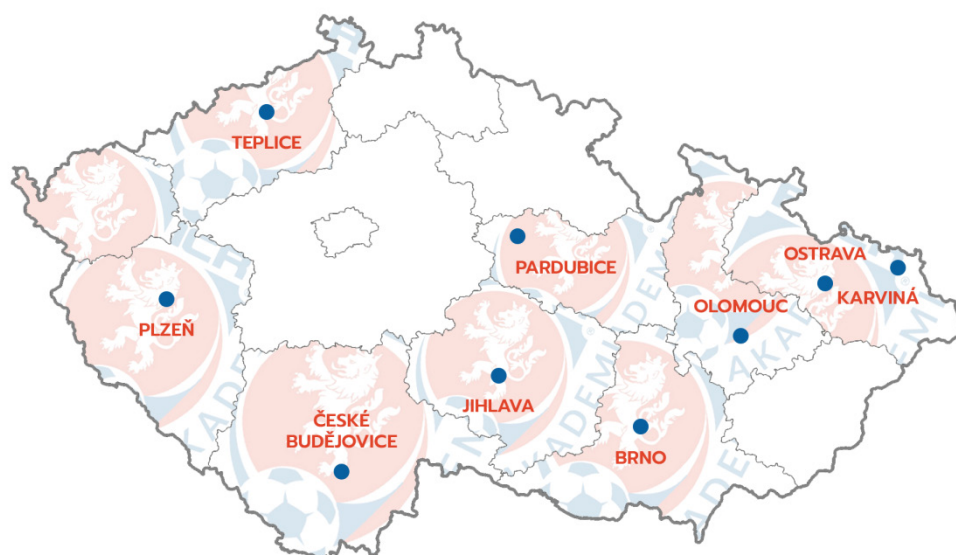 TEPLICE
PARDUBICE
OSTRAVA
KARVINÁ
PLZEŇ
OLOMOUC
JIHLAVA
ČESKÉ
BUDĚJOVICE
BRNO